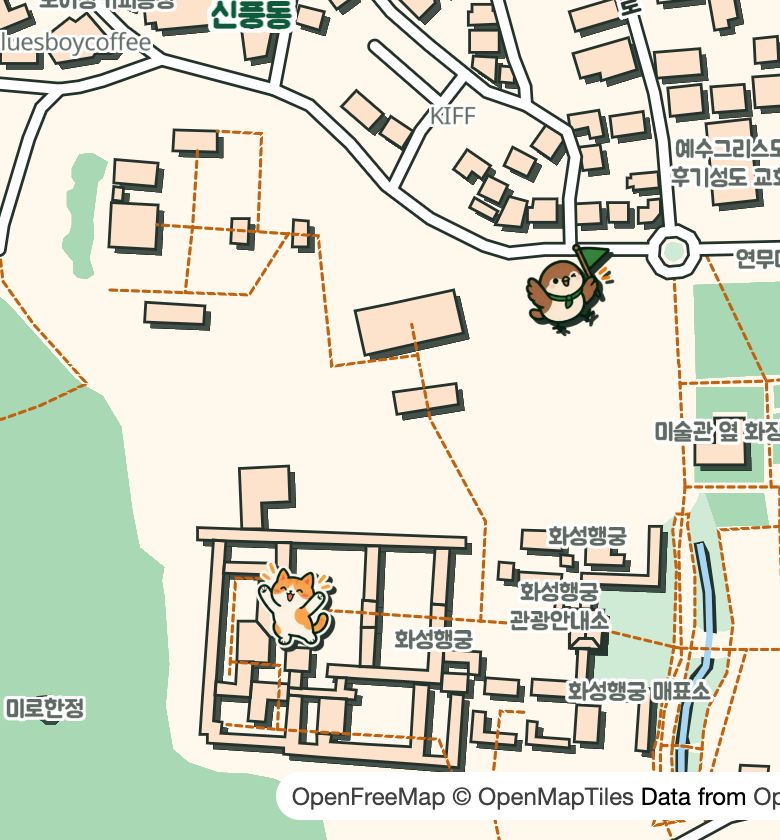 신풍동
luesboycoffee
KIFF
예수그리스도
후기성도 교회
연무대
미술관 옆 화장
화성행궁
화성행궁
관광안내소
화성행궁
화성행궁 매표소
미로한정
OpenFreeMap © OpenMapTiles Data from Op